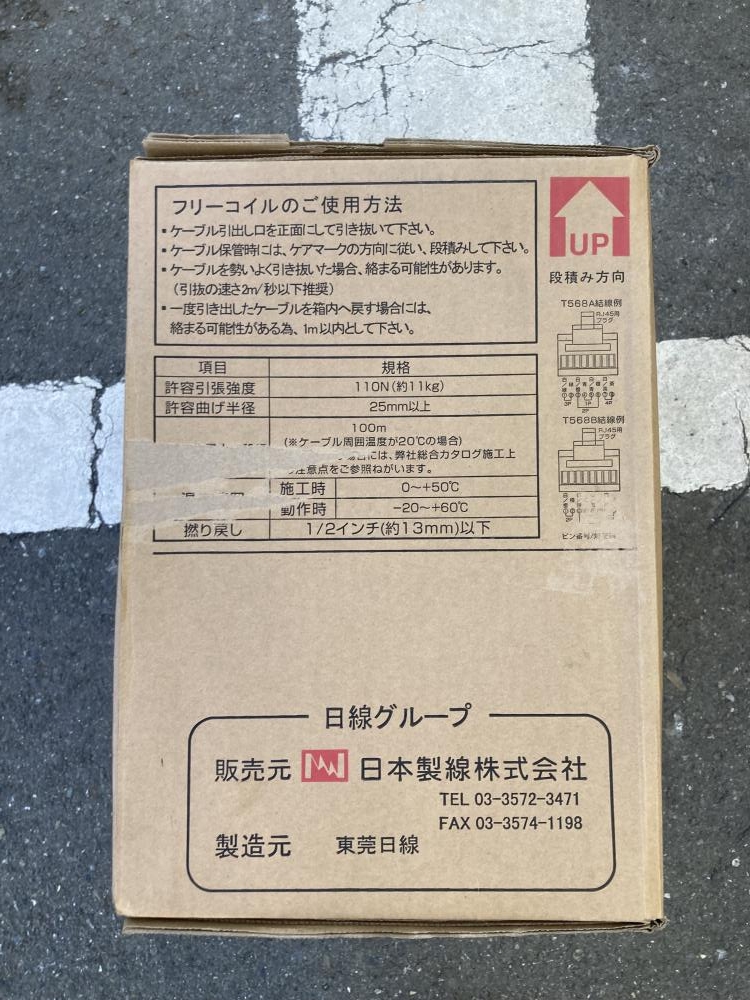 フリーコイルのご使用方法
▪ケーブル引出し口を正面にして引き抜いて下さい。
▪ケーブル保管時には、ケアマークの方向に従い、段積みして下さい。
▪ケーブルを勢いよく引き抜いた場合、絡まる可能性があります。
（引抜の速さ2m/秒以下推奨）
▪一度引き出したケーブルを箱内へ戻す場合には、
絡まる可能性がある為、1m以内として下さい。
UP
段積み方向
T568A結線例
RJ45用
プラグ
3P 1P 4P
2P
T568B結線例
RJ45用
プラグ
2P
ピン番号/
項目 規格
許容引張強度 110N(約11kg)
許容曲げ半径 25mm以上
100m
(※ケーブル周囲温度が20℃の場合)
には、弊社総合カタログ施工上
注意点をご参照ねがいます。
施工時 0〜+50℃
動作時 −20〜+60℃
撚り戻し 1/2インチ(約13mm)以下
日線グループ
販売元 日本製線株式会社
TEL 03-3572-3471
FAX 03-3574-1198
製造元 東莞日線